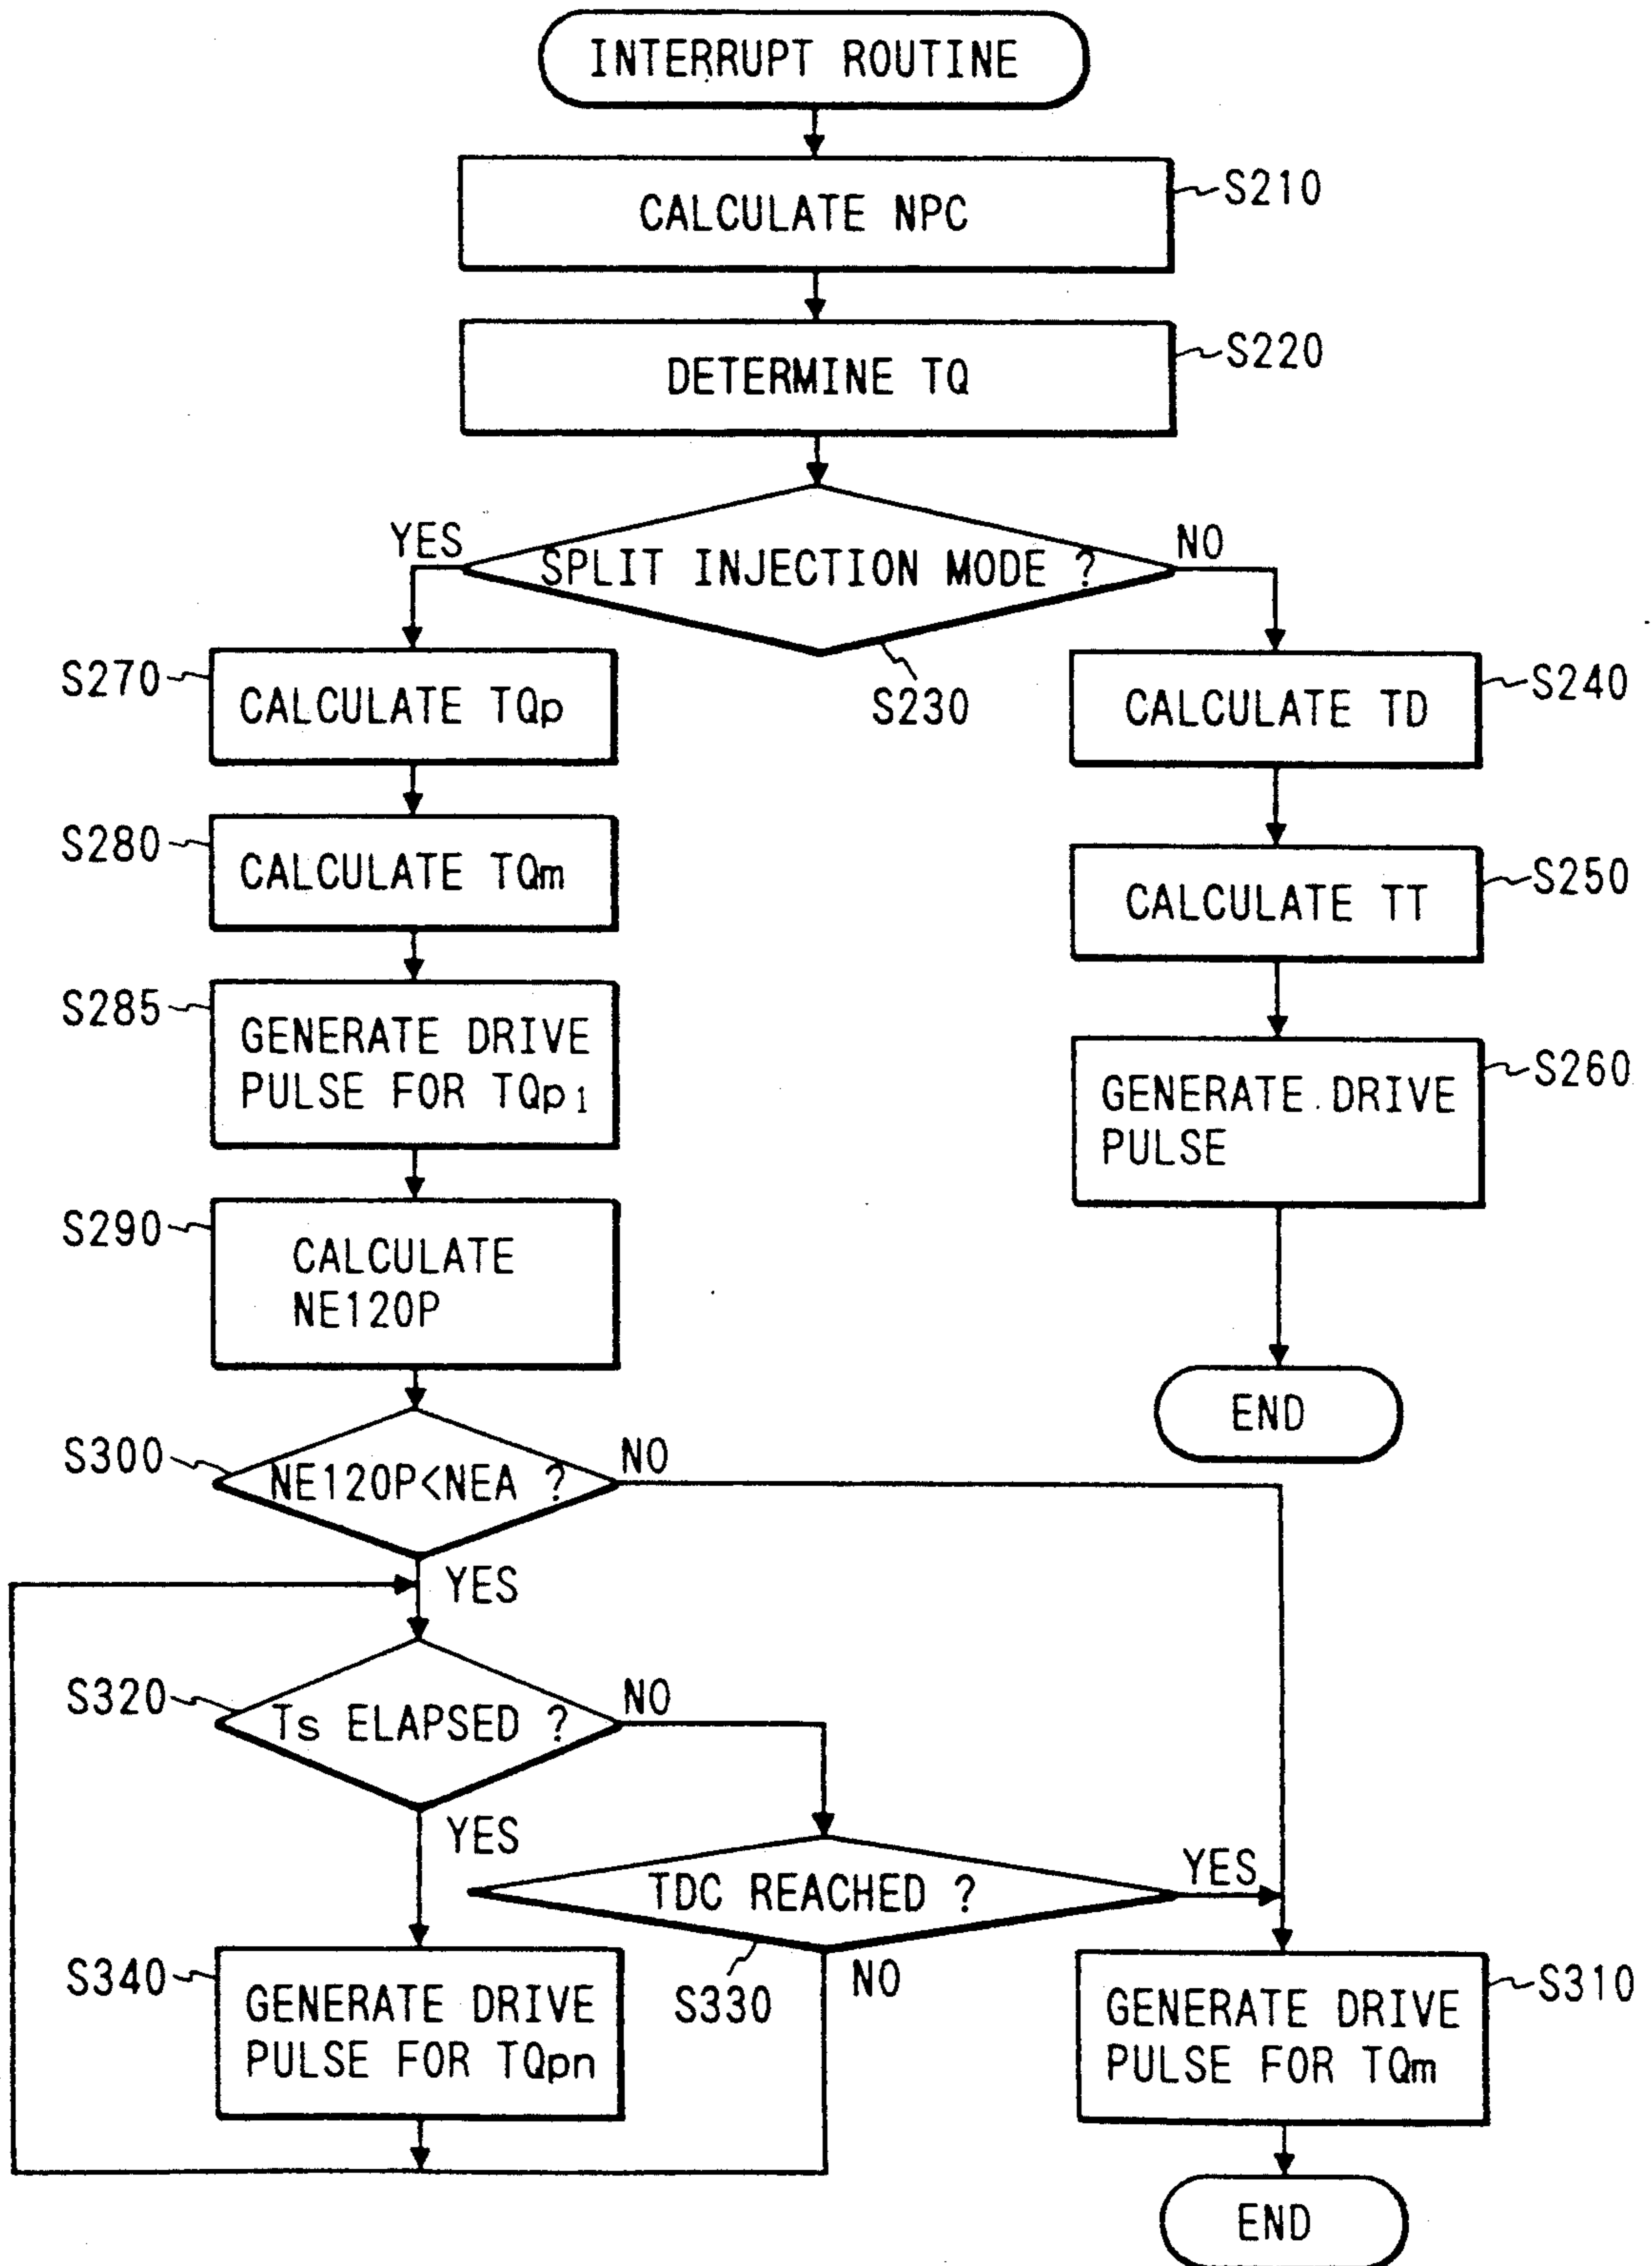 INTERRUPT ROUTINE
CALCULATE NPC
S210
DETERMINE TQ
S220
SPLIT INJECTION MODE ?
YES
NO
S230
S270
CALCULATE TQp
S240
CALCULATE TD
S280
CALCULATE TQm
S250
CALCULATE TT
S285
GENERATE DRIVE
PULSE FOR TQp1
S260
GENERATE DRIVE
PULSE
S290
CALCULATE
NE120P
END
S300
NE120P<NEA ?
NO
YES
S320
Ts ELAPSED ?
NO
YES
TDC REACHED ?
YES
S330
NO
S340
GENERATE DRIVE
PULSE FOR TQpn
S310
GENERATE DRIVE
PULSE FOR TQm
END